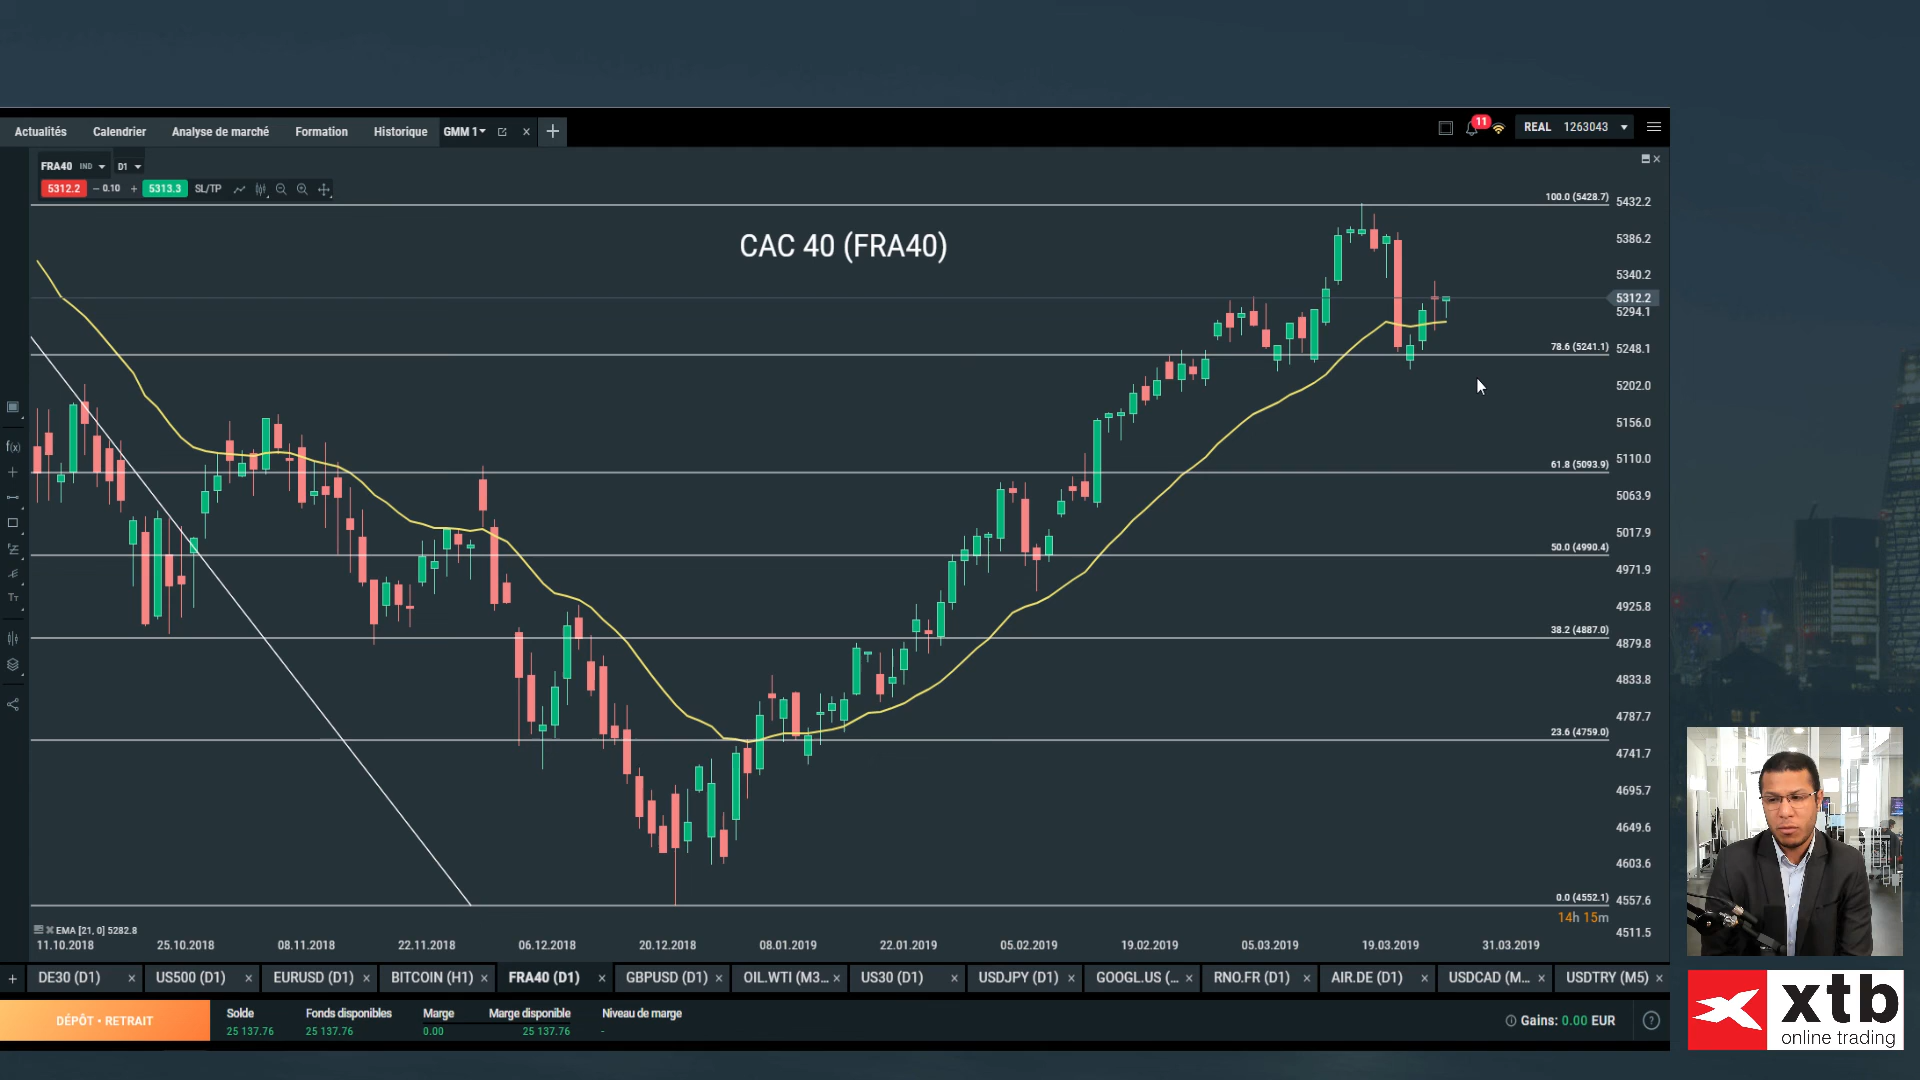 Actualités Calendrier Analyse de marché Formation Historique GMM 1
11 REAL 1263043
FRA40 IND D1
5312.2 − 0.10 + 5313.3 SL/TP
CAC 40 (FRA40)
100.0 (5428.7)
78.6 (5241.1)
61.8 (5093.9)
50.0 (4990.4)
38.2 (4887.0)
23.6 (4759.0)
0.0 (4552.1)
14h 15m
5432.2
5386.2
5340.2
5312.2
5294.1
5248.1
5202.0
5156.0
5110.0
5063.9
5017.9
4971.9
4925.8
4879.8
4833.8
4787.7
4741.7
4695.7
4649.6
4603.6
4557.6
4511.5
f(x)
Tт
EMA [21, 0] 5282.8
11.10.2018 25.10.2018 08.11.2018 22.11.2018 06.12.2018 20.12.2018 08.01.2019 22.01.2019 05.02.2019 19.02.2019 05.03.2019 19.03.2019 31.03.2019
+ DE30 (D1) × US500 (D1) × EURUSD (D1) × BITCOIN (H1) × FRA40 (D1) × GBPUSD (D1) × OIL.WTI (M3... × US30 (D1) × USDJPY (D1) × GOOGL.US (... × RNO.FR (D1) × AIR.DE (D1) × USDCAD (M... × USDTRY (M5) ×
DÉPÔT • RETRAIT
Solde Fonds disponibles Marge Marge disponible Niveau de marge
25 137.76 25 137.76 0.00 25 137.76 -
Gains: 0.00 EUR ?
xtb
online trading